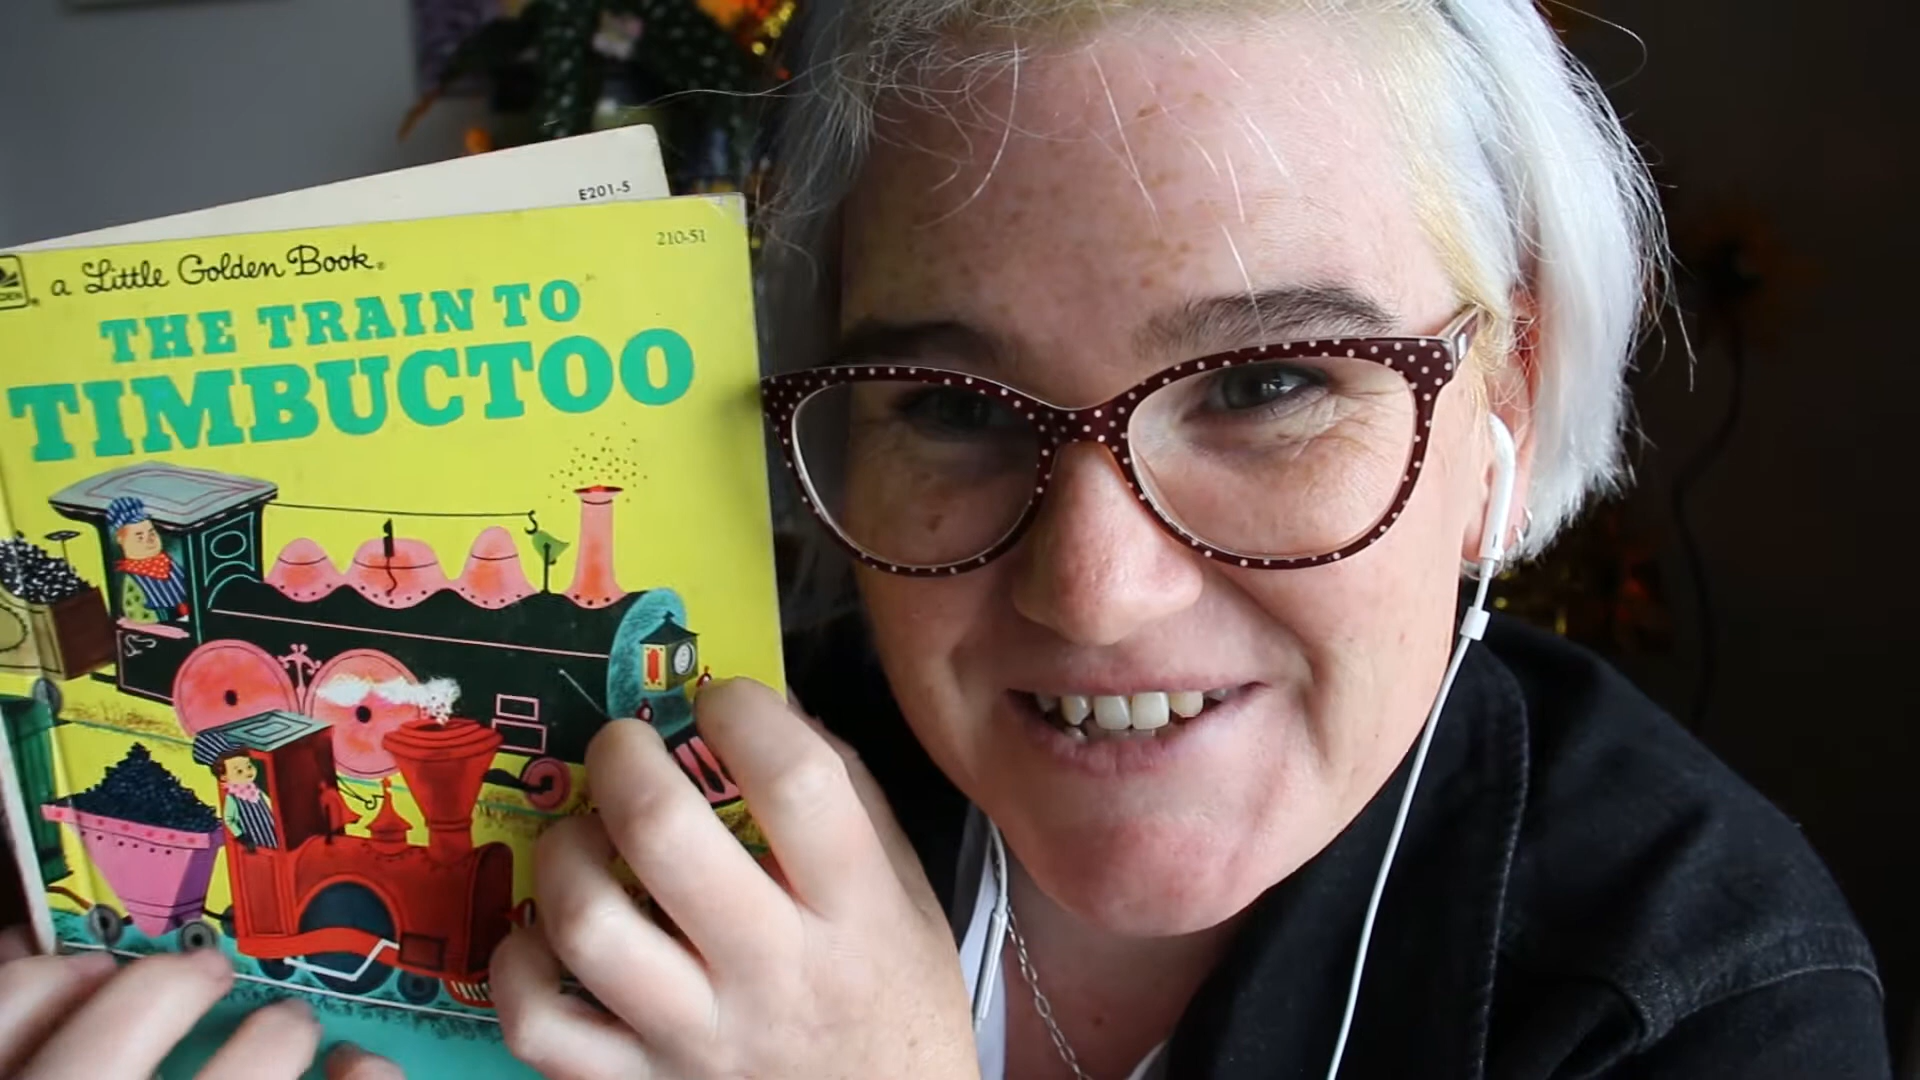 E201-5
210-51
a Little Golden Book®
THE TRAIN TO
TIMBUCTOO